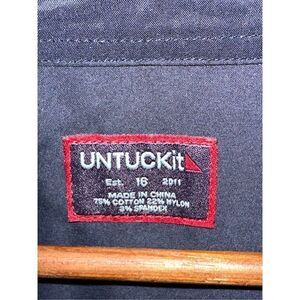 UNTUCKit
Est. 16 2011
MADE IN CHINA
75% COTTON 22% NYLON
3% SPANDEX